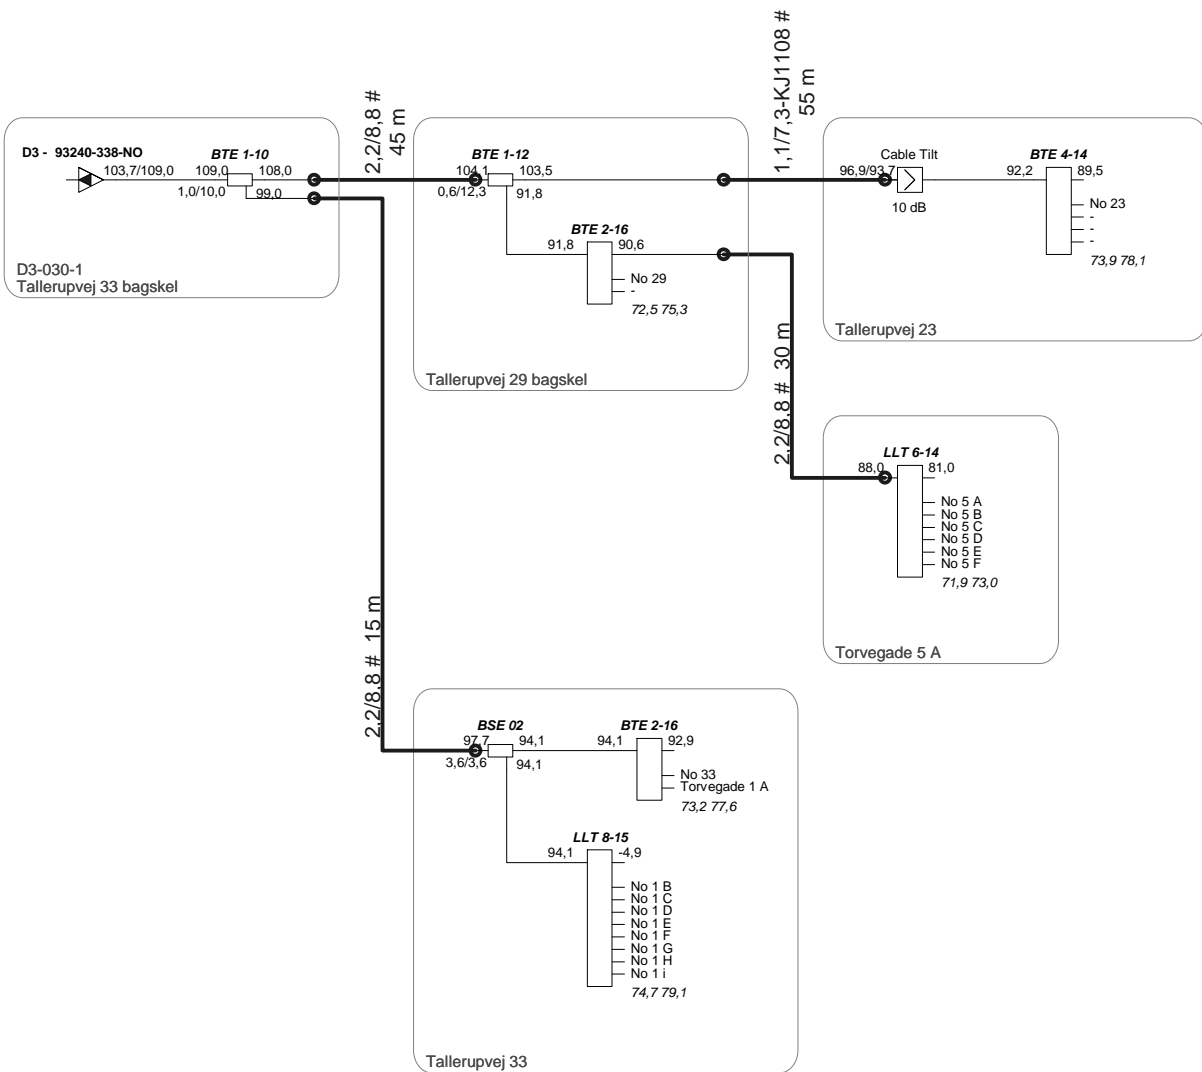 2,2/8,8 #
45 m
1,1/7,3-KJ1108 #
55 m
D3 - 93240-338-NO
BTE 1-10
103,7/109,0
109,0
108,0
1,0/10,0
99,0
D3-030-1
Tallerupvej 33 bagskel
BTE 1-12
104,1
103,5
0,6/12,3
91,8
BTE 2-16
91,8
90,6
No 29
-
72,5 75,3
Tallerupvej 29 bagskel
Cable Tilt
96,9/93,7
10 dB
BTE 4-14
92,2
89,5
No 23
-
-
-
73,9 78,1
Tallerupvej 23
2,2/8,8 # 30 m
LLT 6-14
88,0
81,0
No 5 A
No 5 B
No 5 C
No 5 D
No 5 E
No 5 F
71,9 73,0
Torvegade 5 A
2,2/8,8 # 15 m
BSE 02
97,7
94,1
3,6/3,6
94,1
BTE 2-16
94,1
92,9
No 33
Torvegade 1 A
73,2 77,6
LLT 8-15
94,1
-4,9
No 1 B
No 1 C
No 1 D
No 1 E
No 1 F
No 1 G
No 1 H
No 1 i
74,7 79,1
Tallerupvej 33